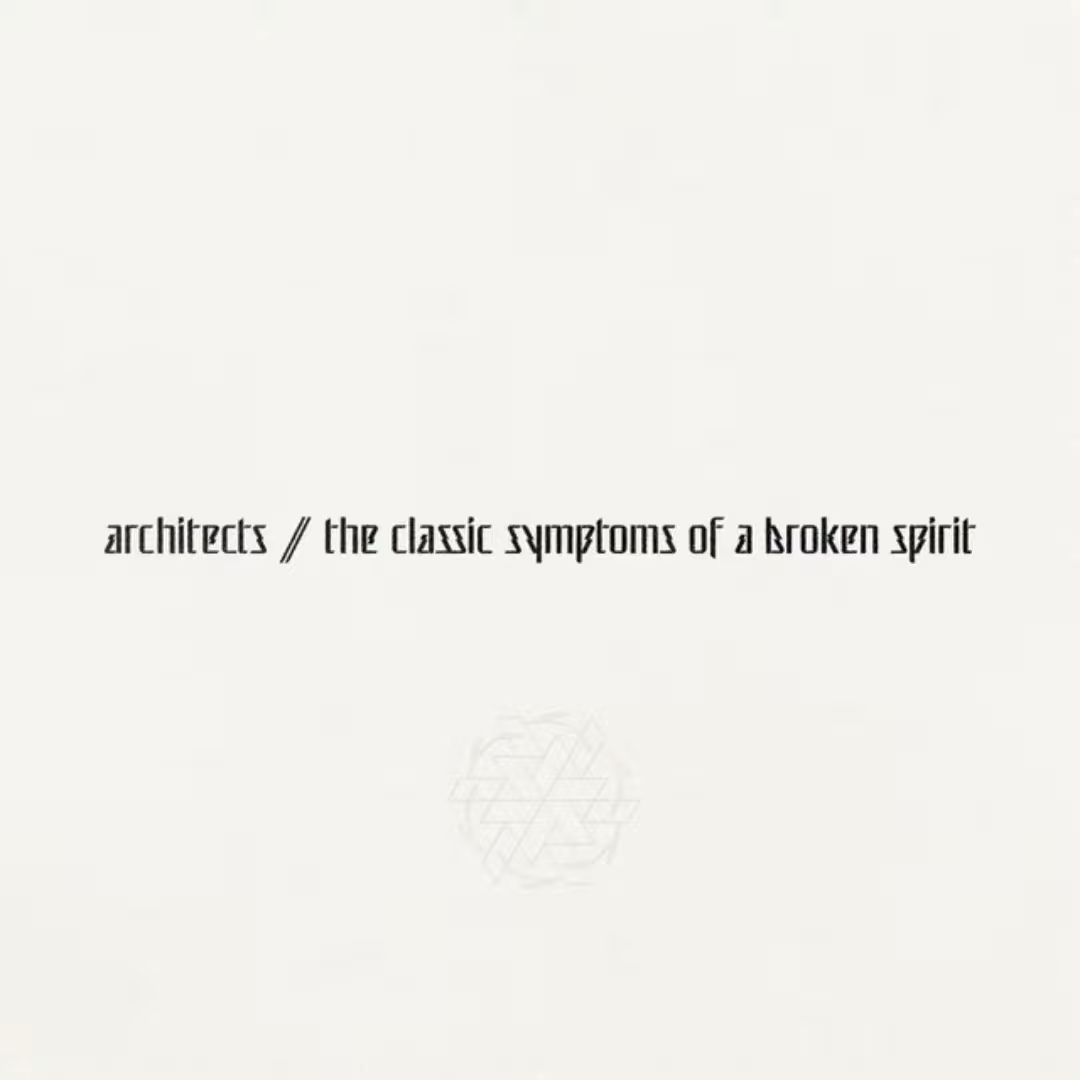 architects // the classic symptoms of a broken spirit